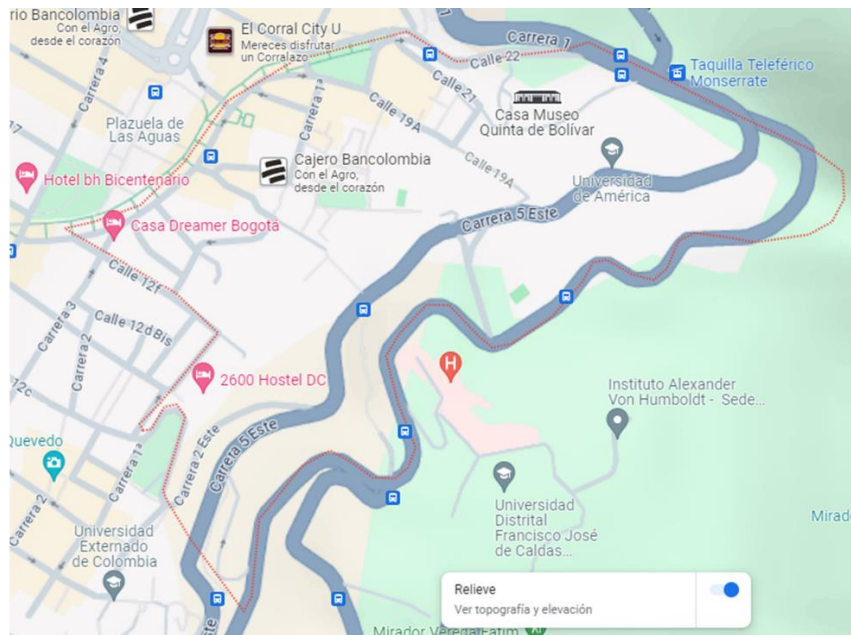 rio Bancolombia
Con el Agro,
desde el corazón
El Corral City U
Mereces disfrutar
un Corralazo
Carrera 1
Calle 22
Taquilla Teleférico
Monserrate
Carrera 4
Carrera 1ª
Calle 21
Calle 19A
Casa Museo
Quinta de Bolívar
17
Plazuela de
Las Aguas
Cajero Bancolombia
Con el Agro,
desde el corazón
Calle 19A
Hotel bh Bicentenario
Universidad
de América
Casa Dreamer Bogotá
Carrera 5 Este
Calle 12f
Carrera 3
Calle 12d Bis
Carrera 2
H
2600 Hostel DC
12c
Instituto Alexander
Von Humboldt - Sede...
Quevedo
Carrera 5 Este
Carrera 2 Este
Carrera 1ª
Carrera 2
Universidad
Distrital
Francisco José
de Caldas...
Universidad
Externado
de Colombia
Mirado
Relieve
Ver topografía y elevación